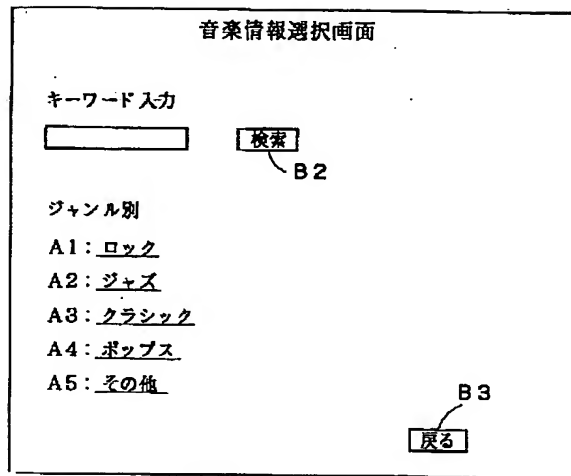 音楽情報選択画面
キーワード入力
検索
B2
ジャンル別
A1:ロック
A2:ジャズ
A3:クラシック
A4:ポップス
A5:その他
B3
戻る